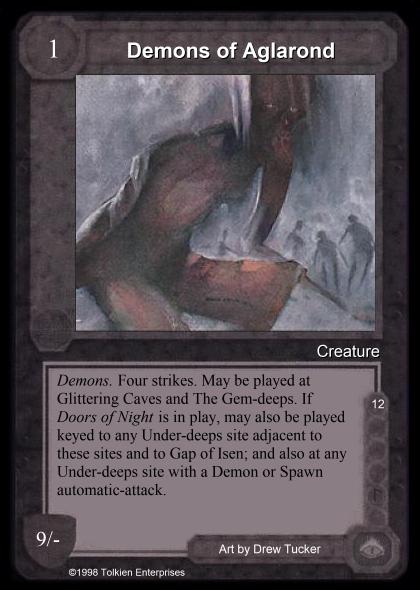 1
Demons of Aglarond
Creature
Demons. Four strikes. May be played at
Glittering Caves and The Gem-deeps. If
Doors of Night is in play, may also be played
keyed to any Under-deeps site adjacent to
these sites and to Gap of Isen; and also at any
Under-deeps site with a Demon or Spawn
automatic-attack.
12
9/-
Art by Drew Tucker
©1998 Tolkien Enterprises